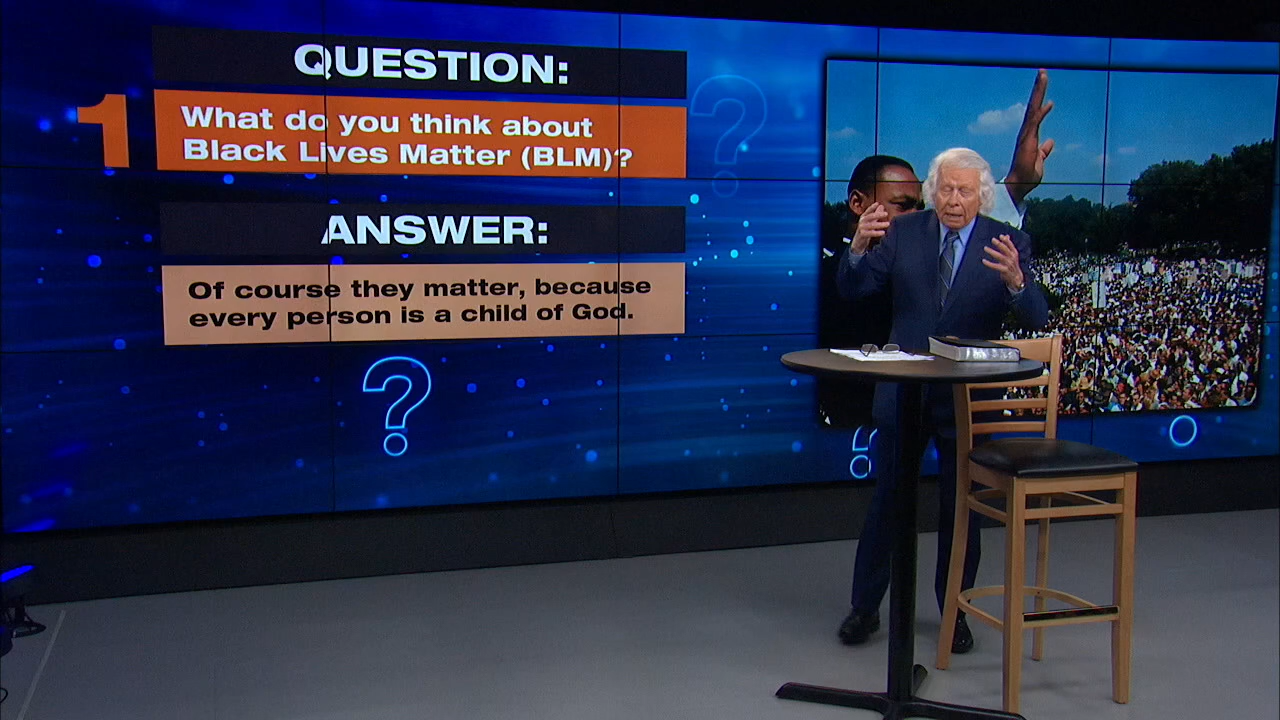 QUESTION:
1
What do you think about
Black Lives Matter (BLM)?
ANSWER:
Of course they matter, because
every person is a child of God.
?
?
?